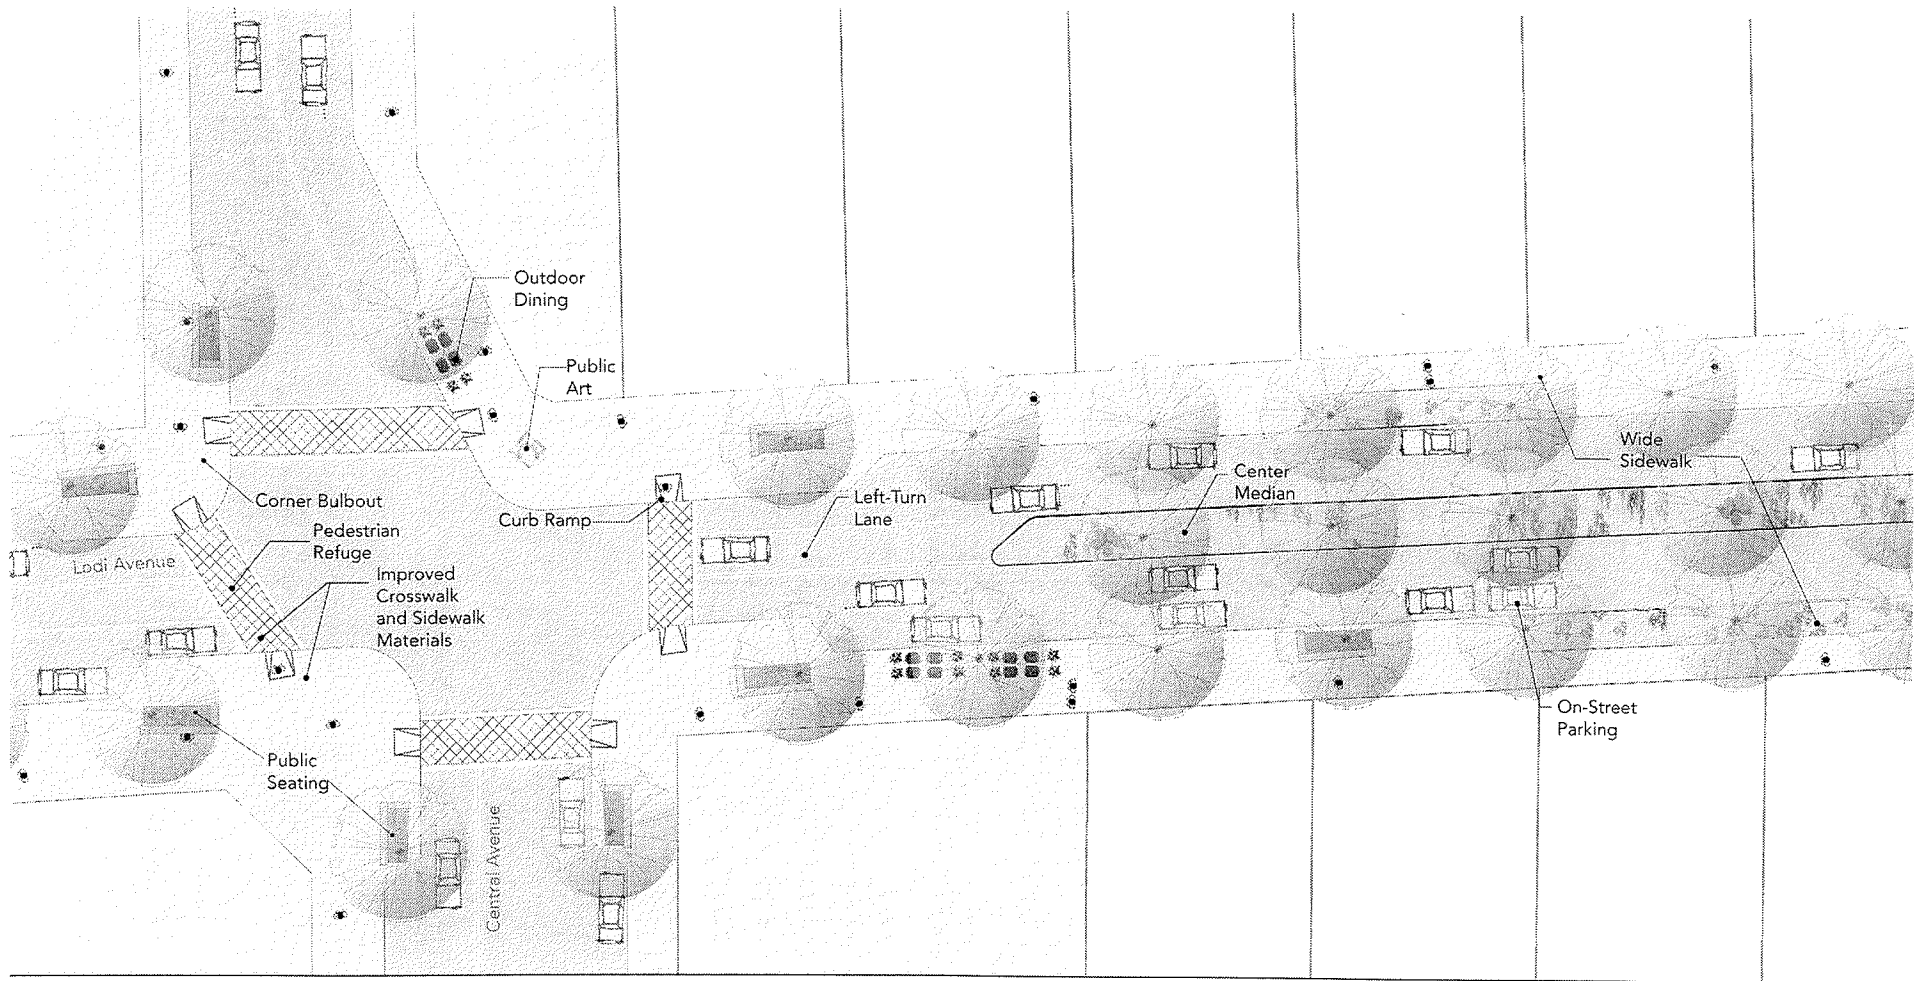 Outdoor
Dining
Public
Art
Wide
Sidewalk
Center
Median
Left-Turn
Lane
Corner Bulbout
Curb Ramp
Pedestrian
Refuge
Lodi Avenue
Improved
Crosswalk
and Sidewalk
Materials
On-Street
Parking
Public
Seating
Central Avenue